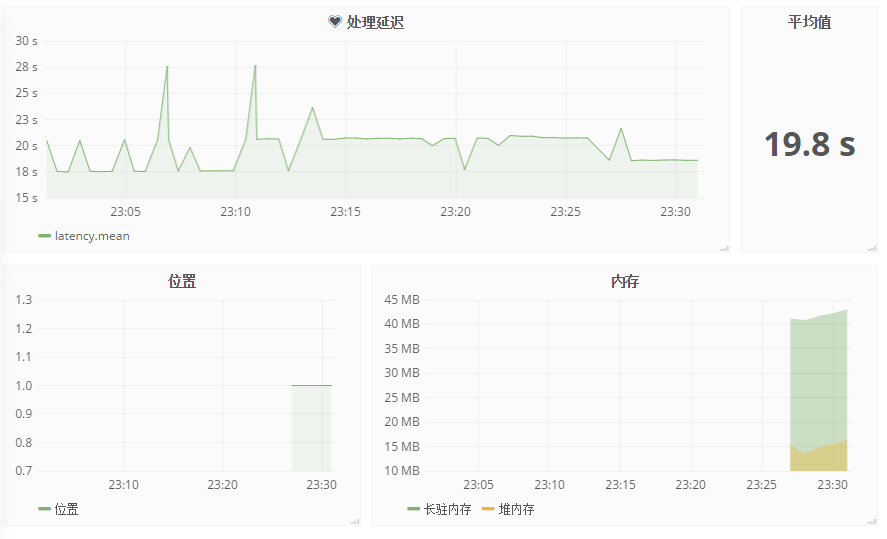 处理延迟
30 s
28 s
25 s
23 s
20 s
18 s
15 s
23:05 23:10 23:15 23:20 23:25 23:30
latency.mean
平均值
19.8 s
位置
1.3
1.2
1.1
1.0
0.9
0.8
0.7
23:10 23:20 23:30
位置
内存
45 MB
40 MB
35 MB
30 MB
25 MB
20 MB
15 MB
10 MB
23:05 23:10 23:15 23:20 23:25 23:30
长驻内存 堆内存